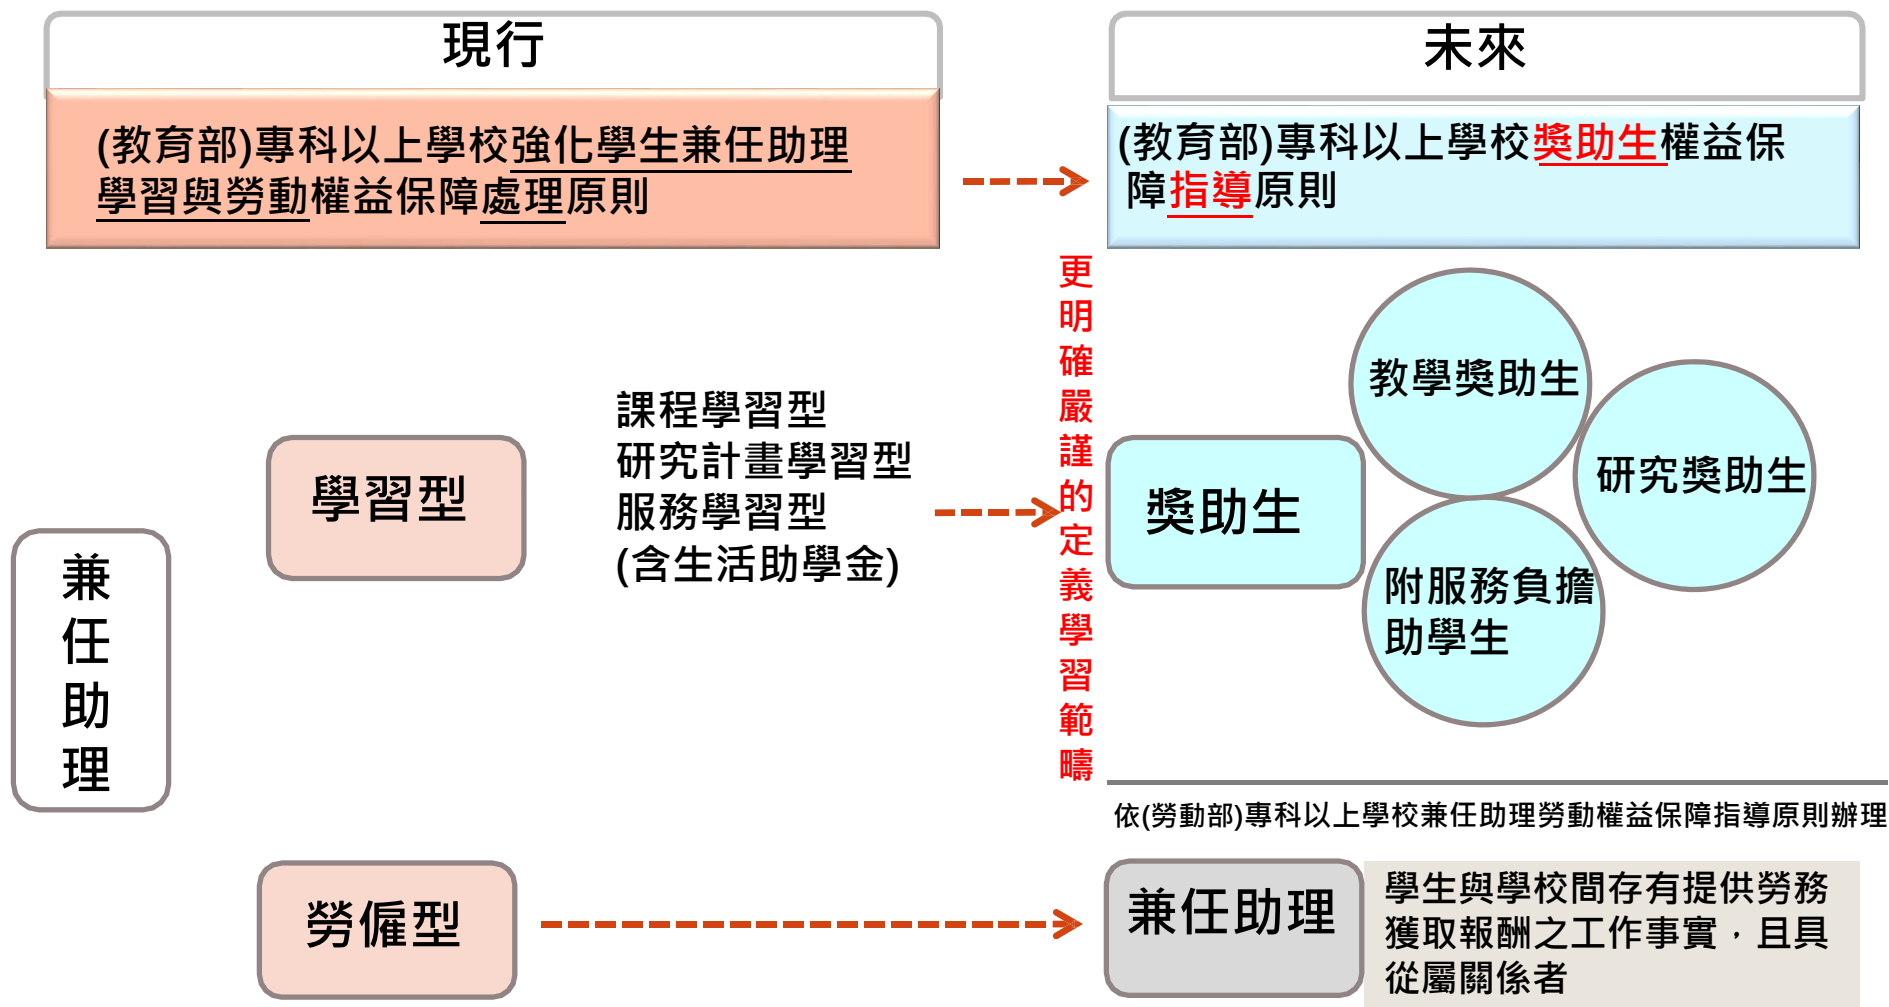 現行
(教育部)專科以上學校強化學生兼任助理
學習與勞動權益保障處理原則
未來
(教育部)專科以上學校獎助生權益保
障指導原則
兼
任
助
理
學習型
課程學習型
研究計畫學習型
服務學習型
(含生活助學金)
更
明
確
嚴
謹
的
定
義
學
習
範
疇
獎助生
教學獎助生
研究獎助生
附服務負擔
助學生
依(勞動部)專科以上學校兼任助理勞動權益保障指導原則辦理
勞僱型
兼任助理
學生與學校間存有提供勞務
獲取報酬之工作事實，且具
從屬關係者